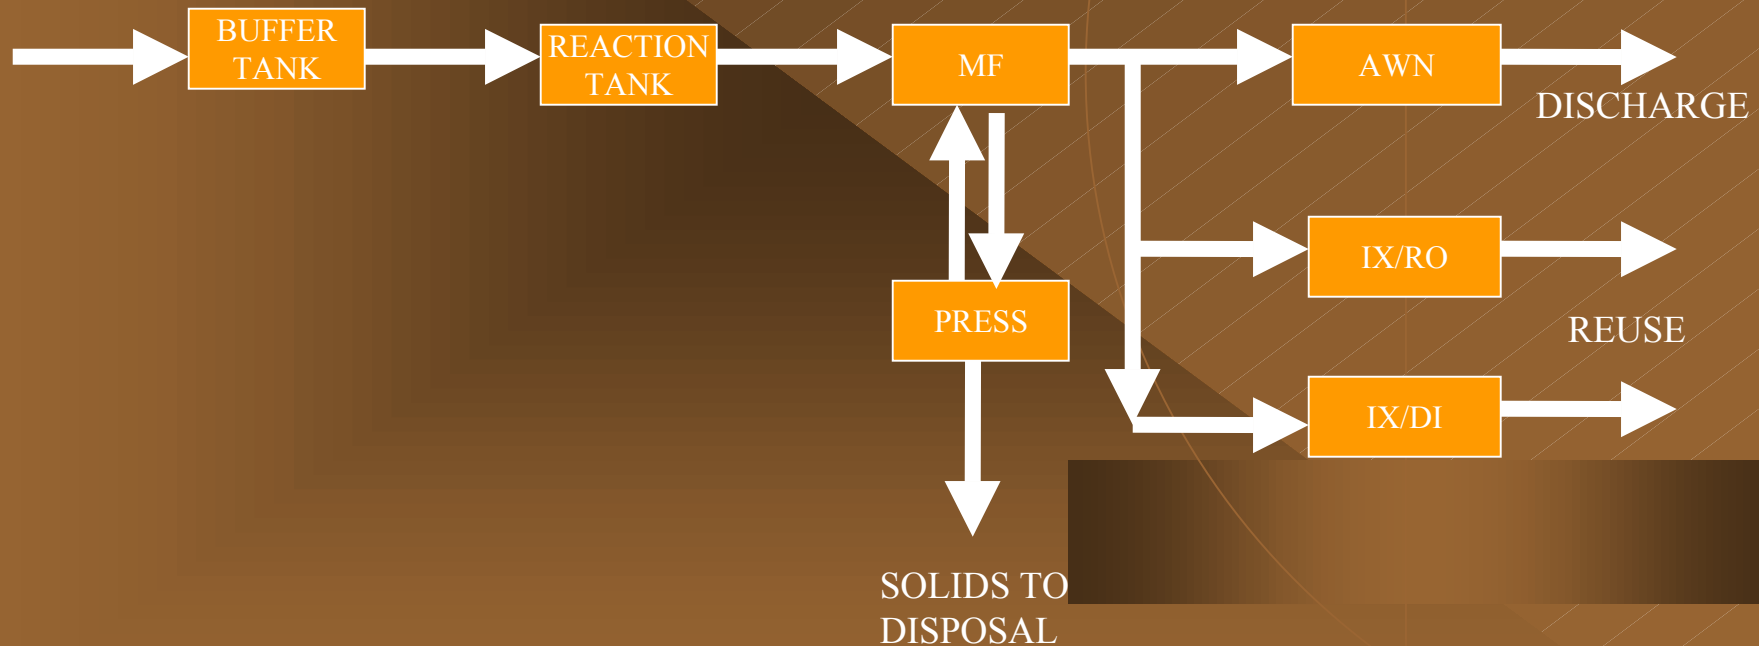 BUFFER
TANK
REACTION
TANK
MF
AWN
DISCHARGE
IX/RO
PRESS
REUSE
IX/DI
SOLIDS TO
DISPOSAL